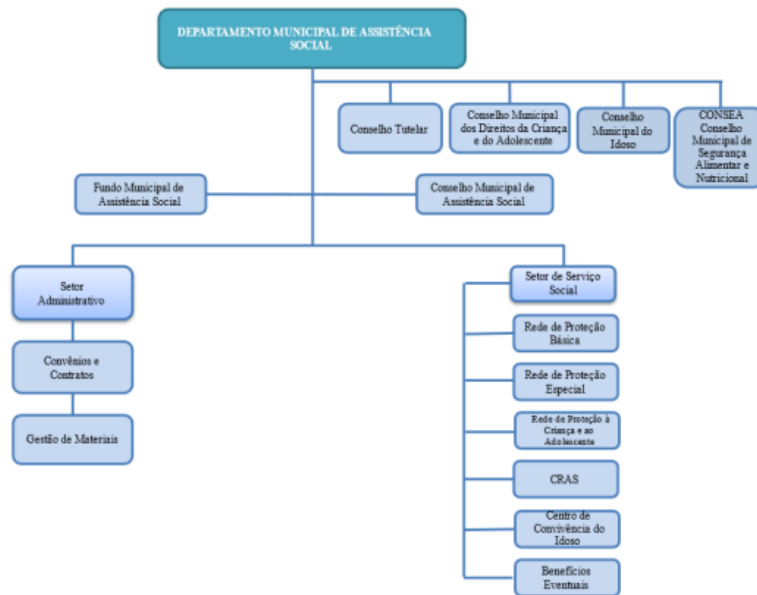 DEPARTAMENTO MUNICIPAL DE ASSISTÊNCIA
SOCIAL
Conselho Tutelar
Conselho Municipal
dos Direitos da Criança
e do Adolescente
Conselho
Municipal do
Idoso
CONSEA
Conselho
Municipal de
Segurança
Alimentar e
Nutricional
Fundo Municipal de
Assistência Social
Conselho Municipal de
Assistência Social
Setor
Administrativo
Convênios e
Contratos
Gestão de Materiais
Setor de Serviço
Social
Rede de Proteção
Básica
Rede de Proteção
Especial
Rede de Proteção à
Criança e ao
Adolescente
CRAS
Centro de
Convivência do
Idoso
Benefícios
Eventuais